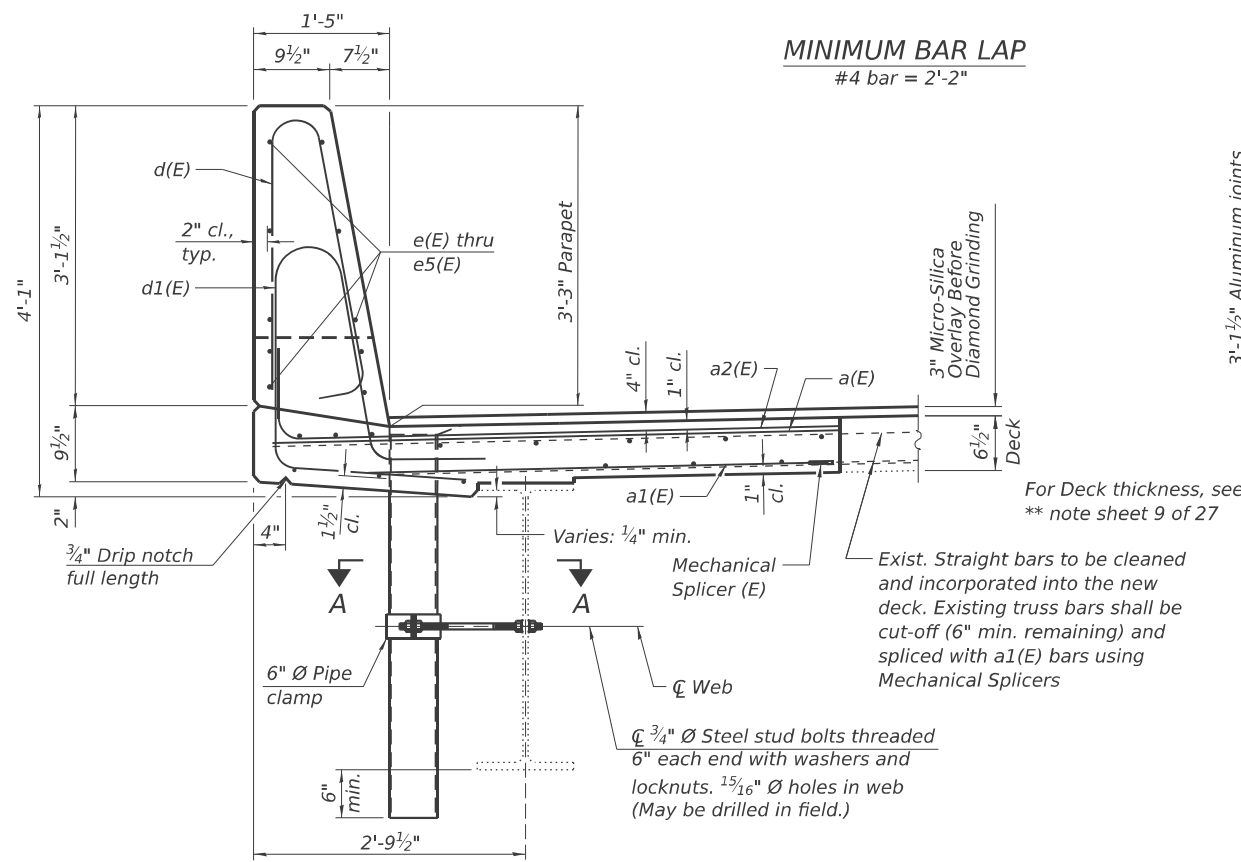 1'-5"
9½" 7½"
MINIMUM BAR LAP
#4 bar = 2'-2"
d(E)
2" cl.,
typ.
d1(E)
e(E) thru
e5(E)
4'-1"
3'-1½"
9½"
2"
3'-3" Parapet
4" cl.
1" cl.
a2(E)
a(E)
3" Micro-Silica
Overlay Before
Diamond Grinding
3'-1½" Aluminum joints
6½"
Deck
4"
1½"
cl.
a1(E)
1"
cl.
For Deck thickness, see
** note sheet 9 of 27
¾" Drip notch
full length
Varies: ¼" min.
Mechanical
Splicer (E)
Exist. Straight bars to be cleaned
and incorporated into the new
deck. Existing truss bars shall be
cut-off (6" min. remaining) and
spliced with a1(E) bars using
Mechanical Splicers
A A
6" Ø Pipe
clamp
℄ Web
℄ ¾" Ø Steel stud bolts threaded
6" each end with washers and
locknuts. 15/16" Ø holes in web
(May be drilled in field.)
6"
min.
2'-9½"